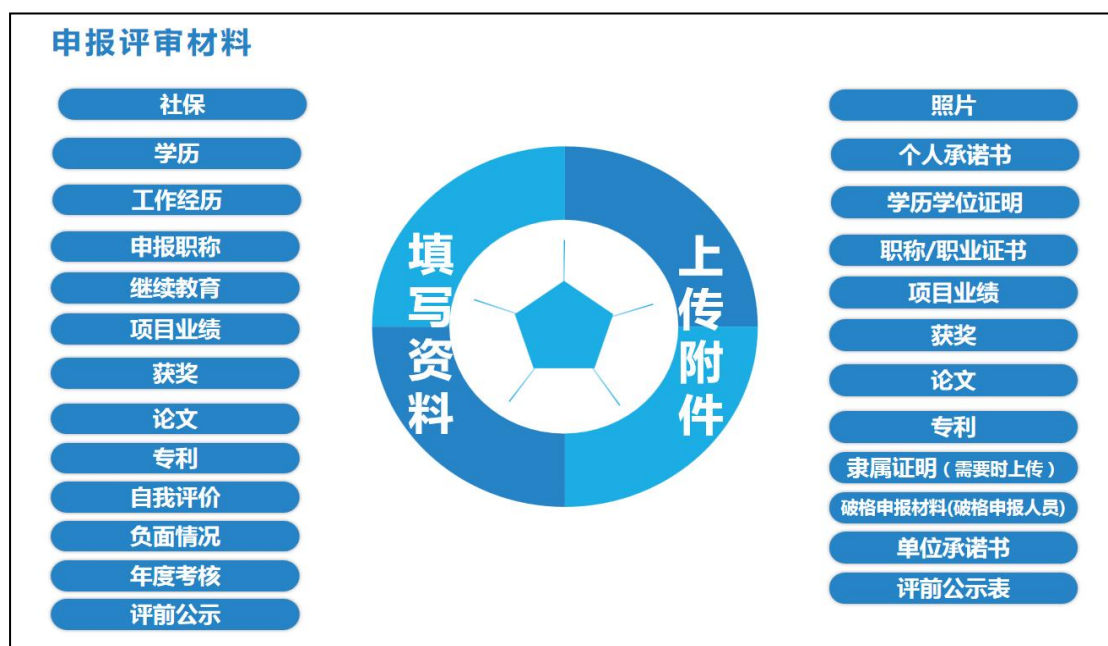 申报评审材料
社保
学历
工作经历
申报职称
继续教育
项目业绩
获奖
论文
专利
自我评价
负面情况
年度考核
评前公示
填写资料
上传附件
照片
个人承诺书
学历学位证明
职称/职业证书
项目业绩
获奖
论文
专利
隶属证明（需要时上传）
破格申报材料(破格申报人员)
单位承诺书
评前公示表